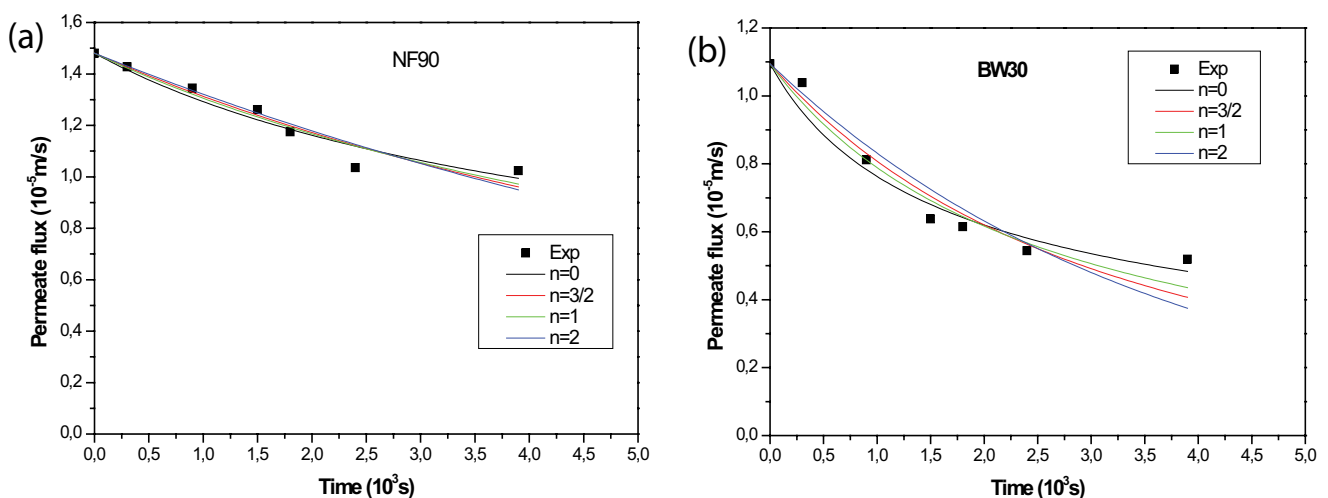 (a)
NF90
Permeate flux (10⁻⁵m/s)
1,6
1,4
1,2
1,0
0,8
0,6
0,4
0,2
0,0
Exp
n=0
n=3/2
n=1
n=2
0,0 0,5 1,0 1,5 2,0 2,5 3,0 3,5 4,0 4,5 5,0
Time (10³s)
(b)
BW30
Permeate flux (10⁻⁵m/s)
1,2
1,0
0,8
0,6
0,4
0,2
0,0
Exp
n=0
n=3/2
n=1
n=2
0,0 0,5 1,0 1,5 2,0 2,5 3,0 3,5 4,0 4,5 5,0
Time (10³s)